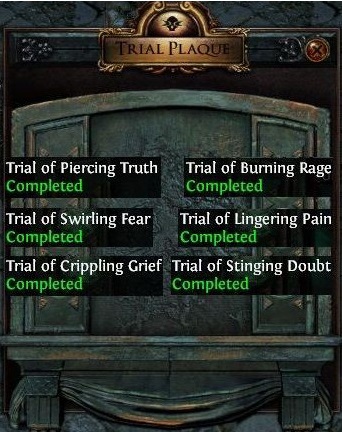 Trial Plaque
Trial of Piercing Truth
Completed
Trial of Burning Rage
Completed
Trial of Swirling Fear
Completed
Trial of Lingering Pain
Completed
Trial of Crippling Grief
Completed
Trial of Stinging Doubt
Completed